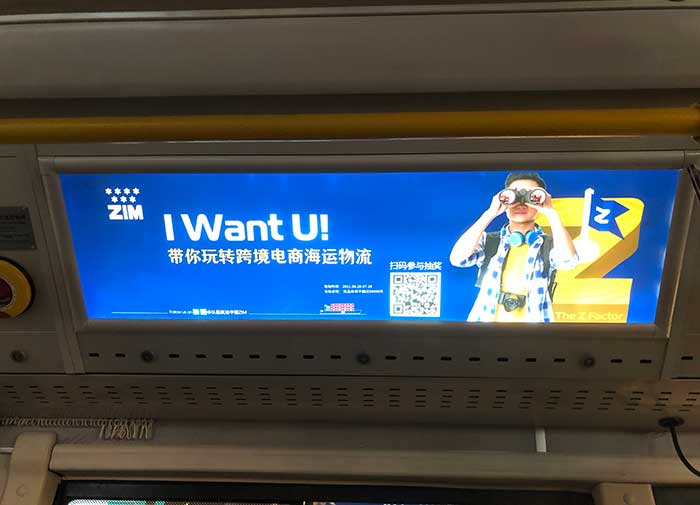 ZIM
I Want U!
带你玩转跨境电商海运物流
扫码参与抽奖
Z
The Z Factor